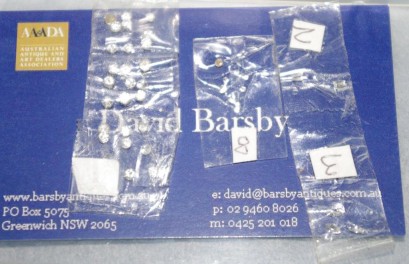 AAADA
AUSTRALIAN
ANTIQUE AND
ART DEALERS
ASSOCIATION
David Barsby
2
8
3
www.barsbyantiques.com.au
PO Box 5075
Greenwich NSW 2065
e: david@barsbyantiques.com.au
p: 02 9460 8026
m: 0425 201 018